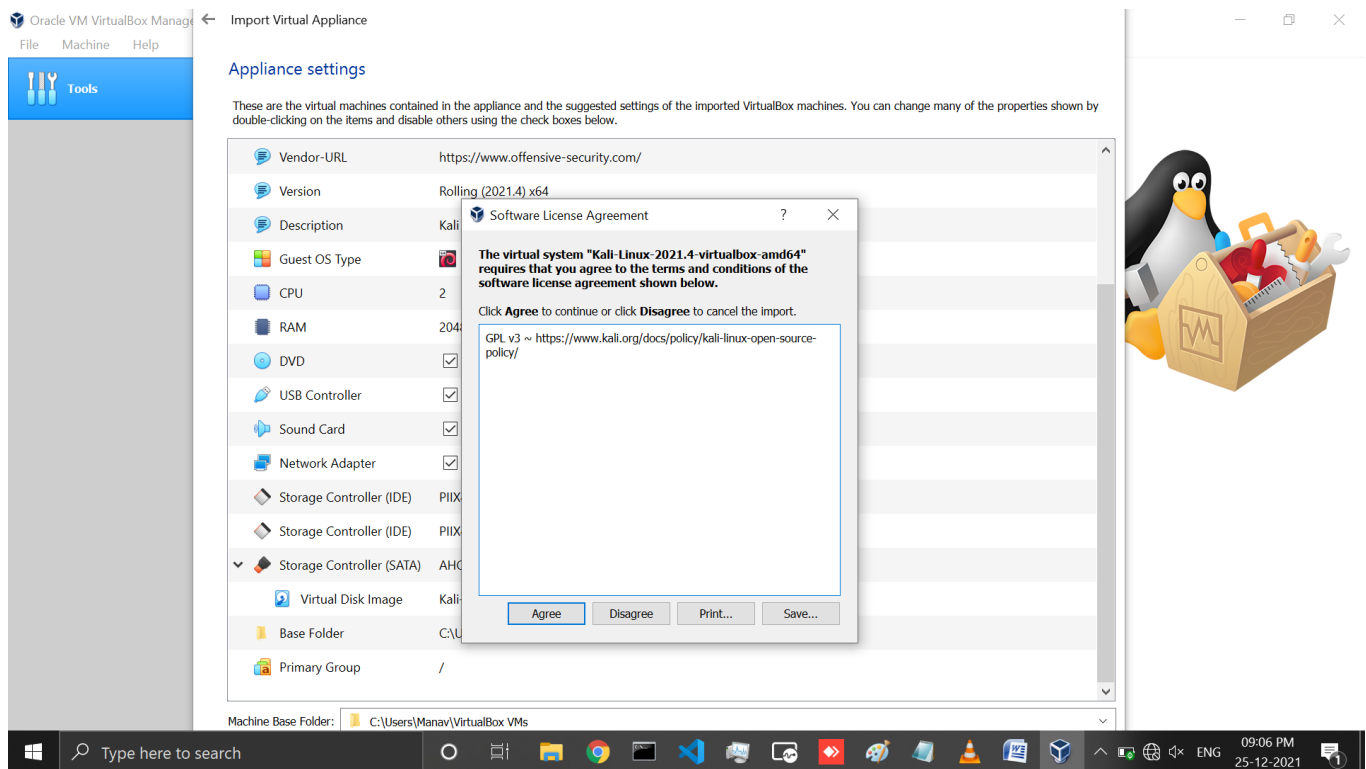 Oracle VM VirtualBox Manage
Import Virtual Appliance
File Machine Help
Tools
Appliance settings
These are the virtual machines contained in the appliance and the suggested settings of the imported VirtualBox machines. You can change many of the properties shown by
double-clicking on the items and disable others using the check boxes below.
Vendor-URL https://www.offensive-security.com/
Version Rolling (2021.4) x64
Description Kali
Guest OS Type
CPU 2
RAM 2048
DVD
USB Controller
Sound Card
Network Adapter
Storage Controller (IDE) PIIX
Storage Controller (IDE) PIIX
Storage Controller (SATA) AHC
Virtual Disk Image Kali-
Base Folder C:\U
Primary Group /
Machine Base Folder: C:\Users\Manav\VirtualBox VMs
Software License Agreement ?
The virtual system "Kali-Linux-2021.4-virtualbox-amd64"
requires that you agree to the terms and conditions of the
software license agreement shown below.
Click Agree to continue or click Disagree to cancel the import.
GPL v3 ~ https://www.kali.org/docs/policy/kali-linux-open-source-
policy/
Agree Disagree Print... Save...
Type here to search
ENG
09:06 PM
25-12-2021
1